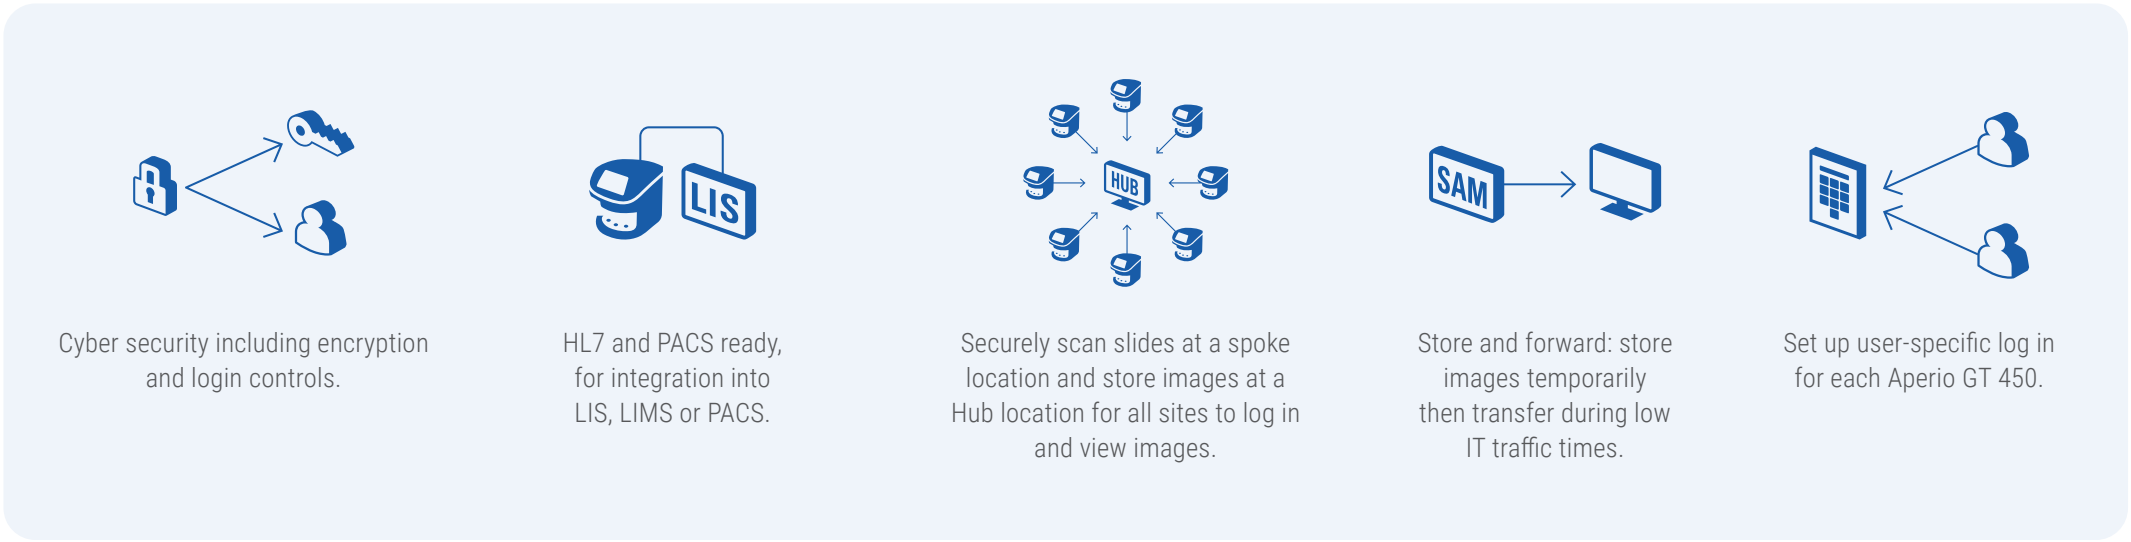 LIS
HUB
SAM
Cyber security including encryption
and login controls.
HL7 and PACS ready,
for integration into
LIS, LIMS or PACS.
Securely scan slides at a spoke
location and store images at a
Hub location for all sites to log in
and view images.
Store and forward: store
images temporarily
then transfer during low
IT traffic times.
Set up user-specific log in
for each Aperio GT 450.